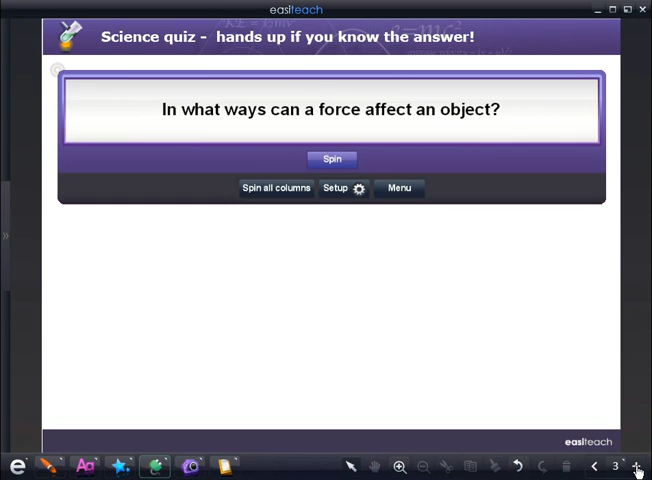 easiteach
Science quiz - hands up if you know the answer!
In what ways can a force affect an object?
Spin
Spin all columns
Setup
Menu
easiteach
e
Aa
3